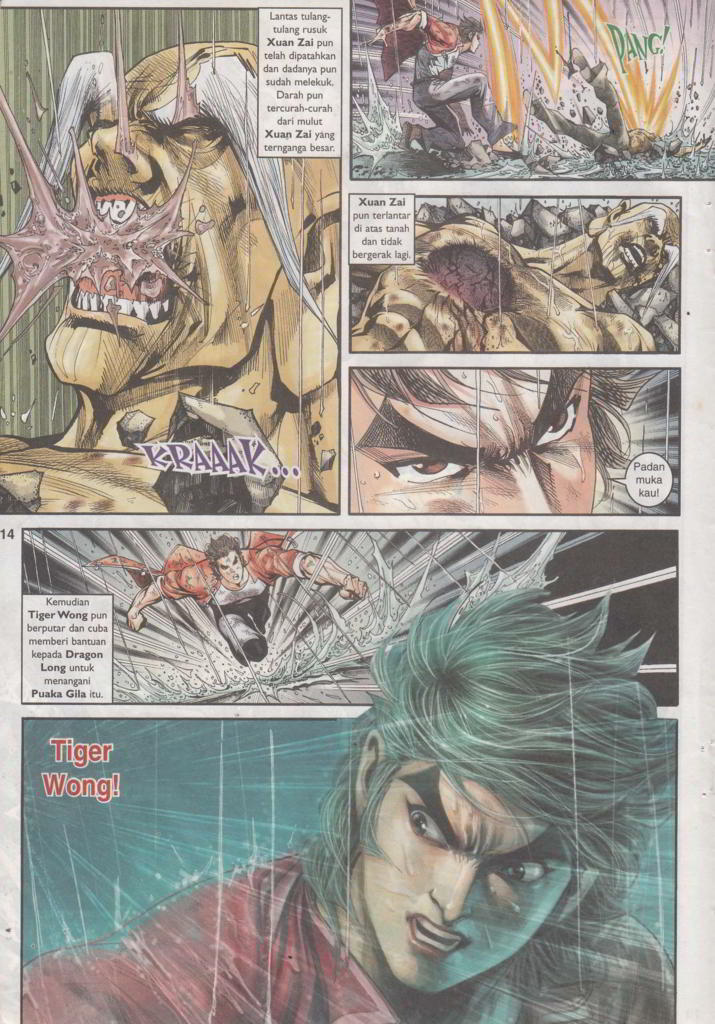 Lantas tulang-
tulang rusuk
Xuan Zai pun
telah dipatahkan
dan dadanya pun
sudah melekuk.
Darah pun
tercurah-curah
dari mulut
Xuan Zai yang
ternganga besar.
PANG!
Xuan Zai
pun terlantar
di atas tanah
dan tidak
bergerak lagi.
KRAAAK...
Padan
muka
kau!
14
Kemudian
Tiger Wong pun
berputar dan cuba
memberi bantuan
kepada Dragon
Long untuk
menangani
Puaka Gila itu.
Tiger
Wong!